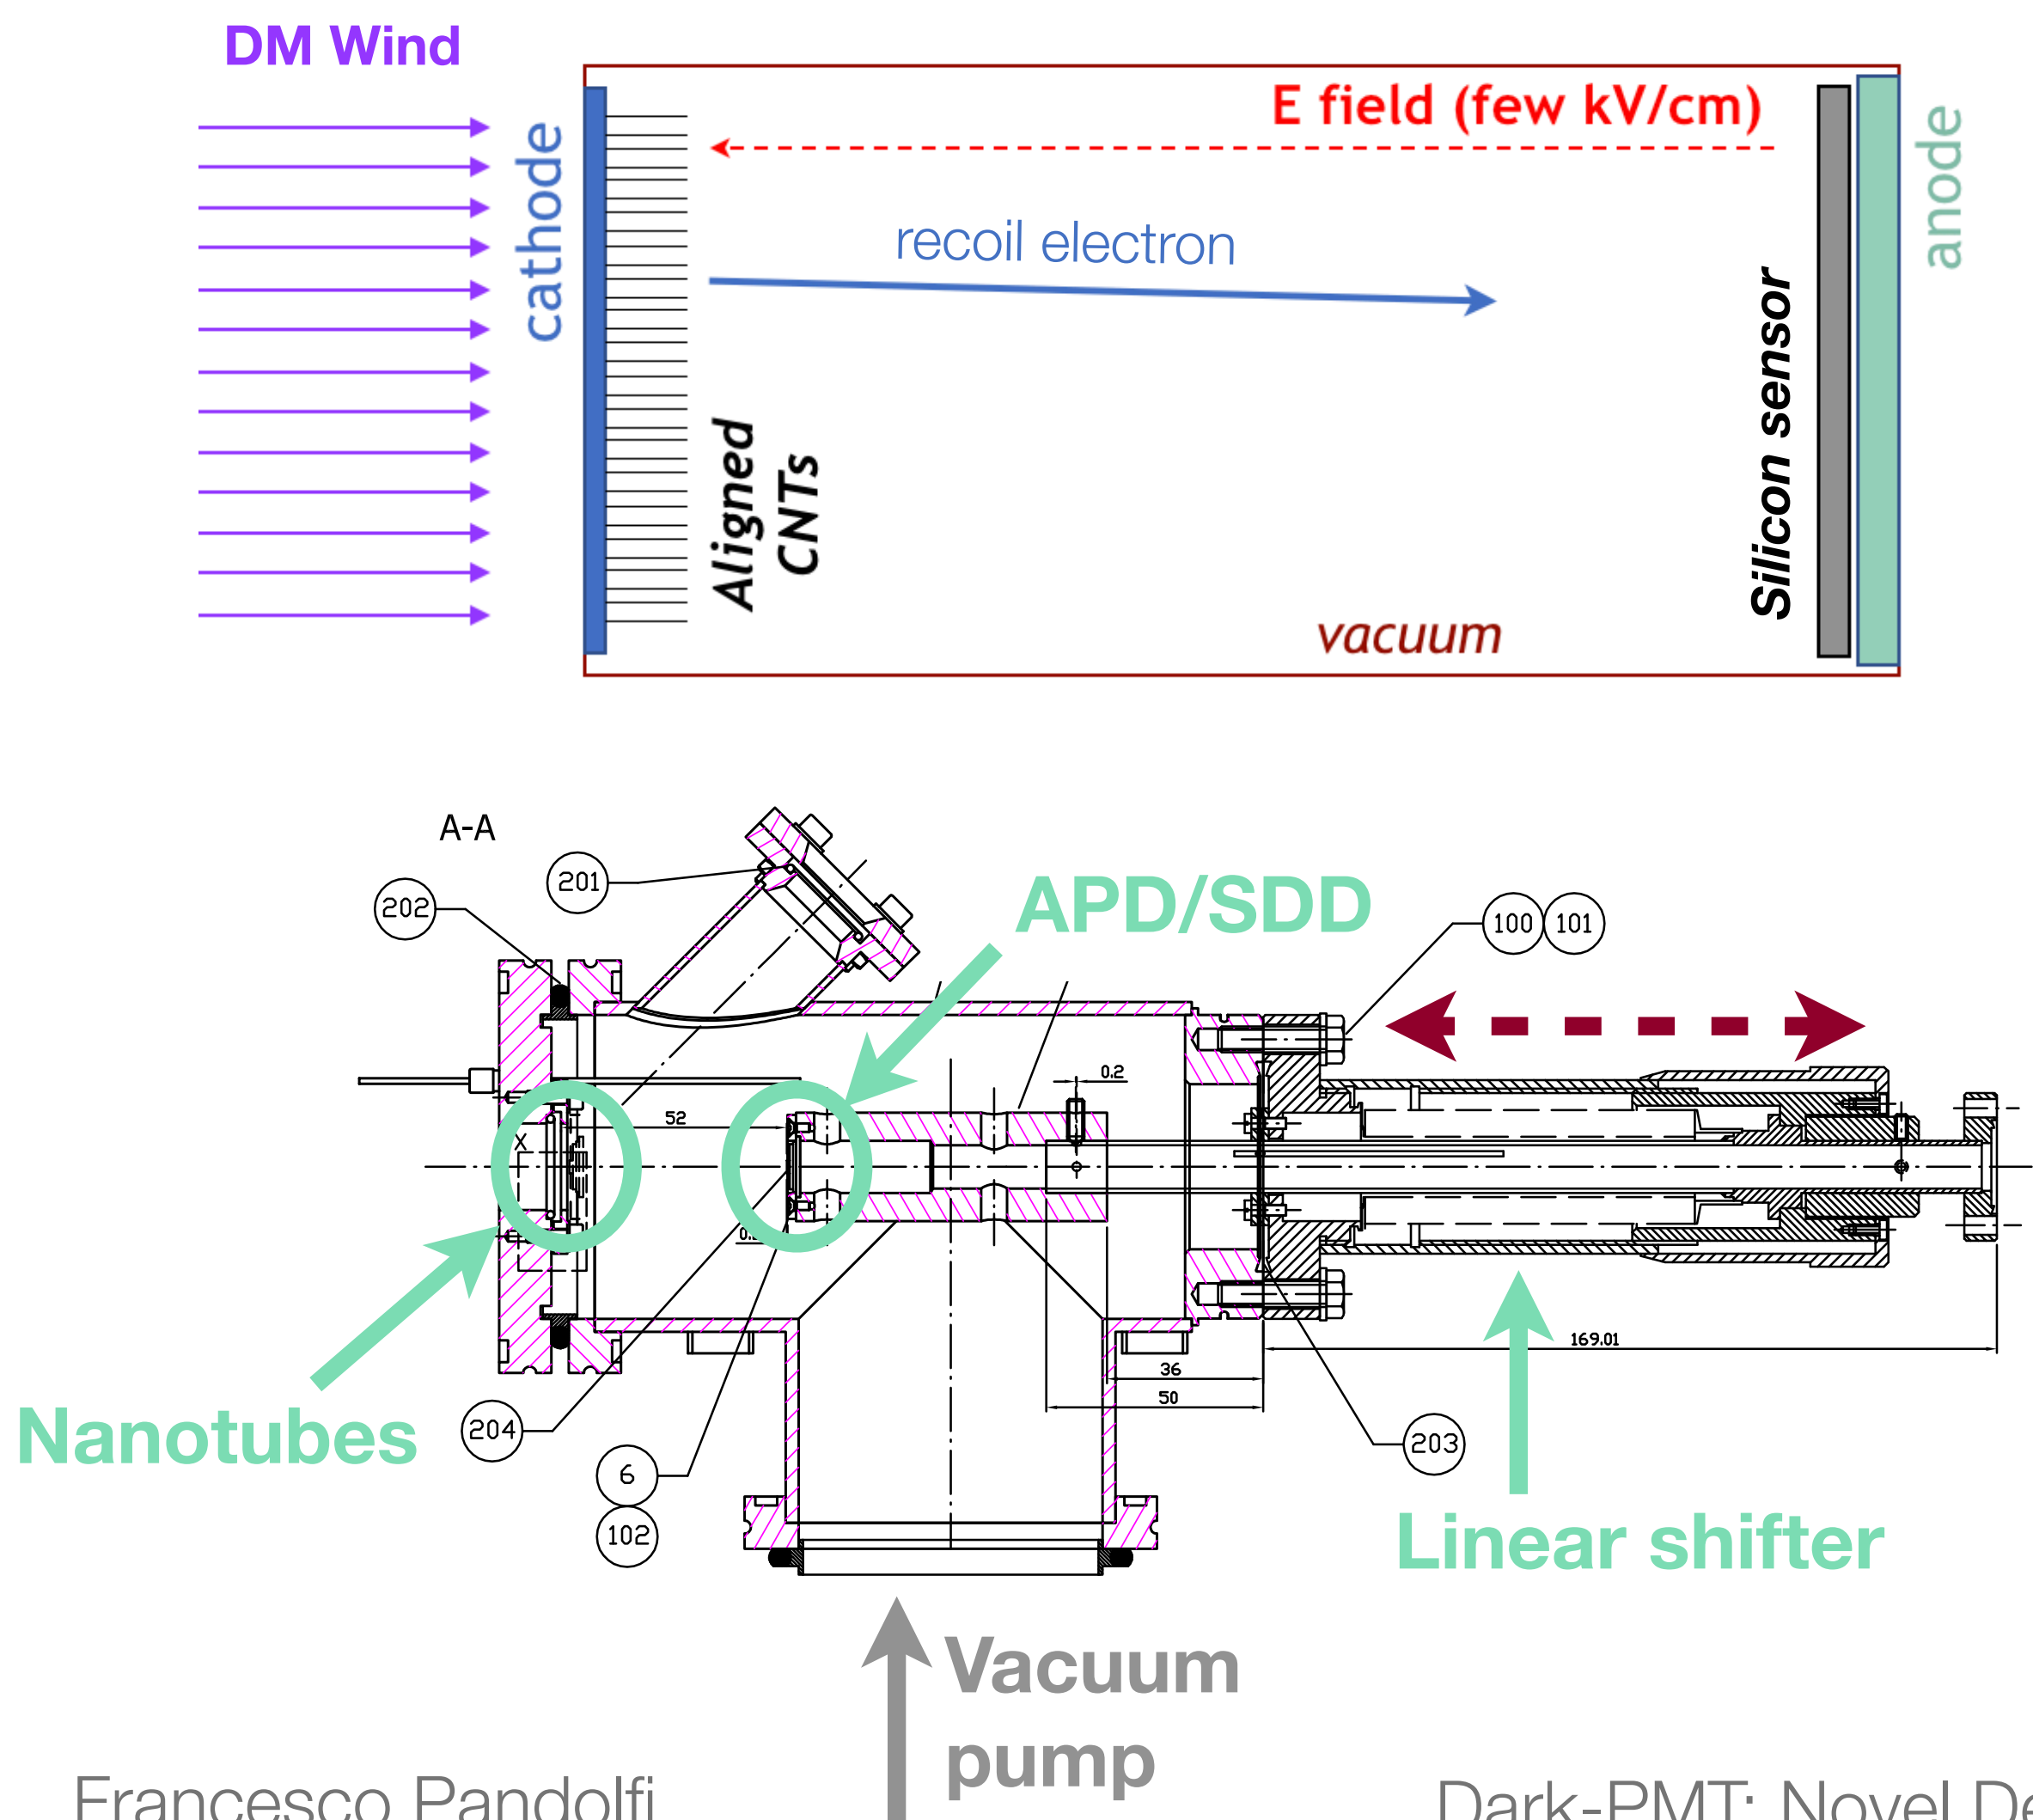 DM Wind
E field (few kV/cm)
cathode
anode
recoil electron
Silicon sensor
Aligned
CNTs
vacuum
A-A
201
202
APD/SDD
100
101
0.2
52
X
169.01
36
50
Nanotubes
204
203
6
102
Linear shifter
Vacuum
pump
Francesco Pandolfi
Dark-PMT: Novel De